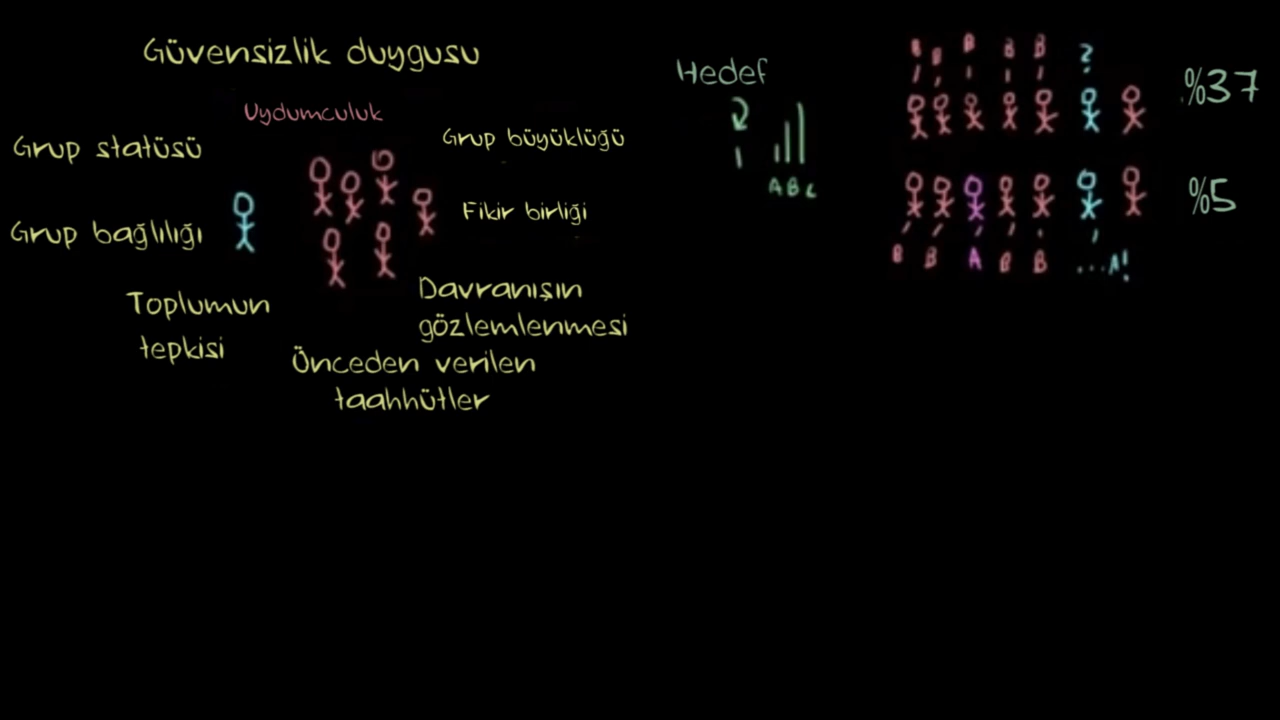 Güvensizlik duygusu
Uydumculuk
Grup statüsü
Grup büyüklüğü
Grup bağlılığı
Fikir birliği
Toplumun
tepkisi
Davranışın
gözlemlenmesi
Önceden verilen
taahhütler
Hedef
A B C
B B B B B ?
%37
%5
B B A B B ...A!